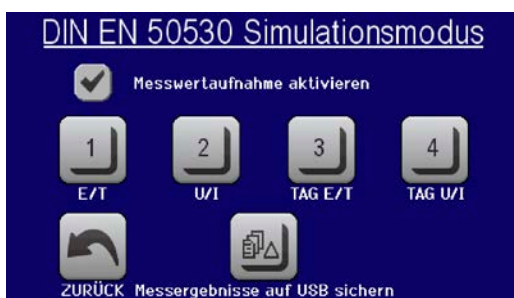 DIN EN 50530 Simulationsmodus
Messwertaufnahme aktivieren
1 2 3 4
E/T U/I TAG E/T TAG U/I
ZURÜCK Messergebnisse auf USB sichern